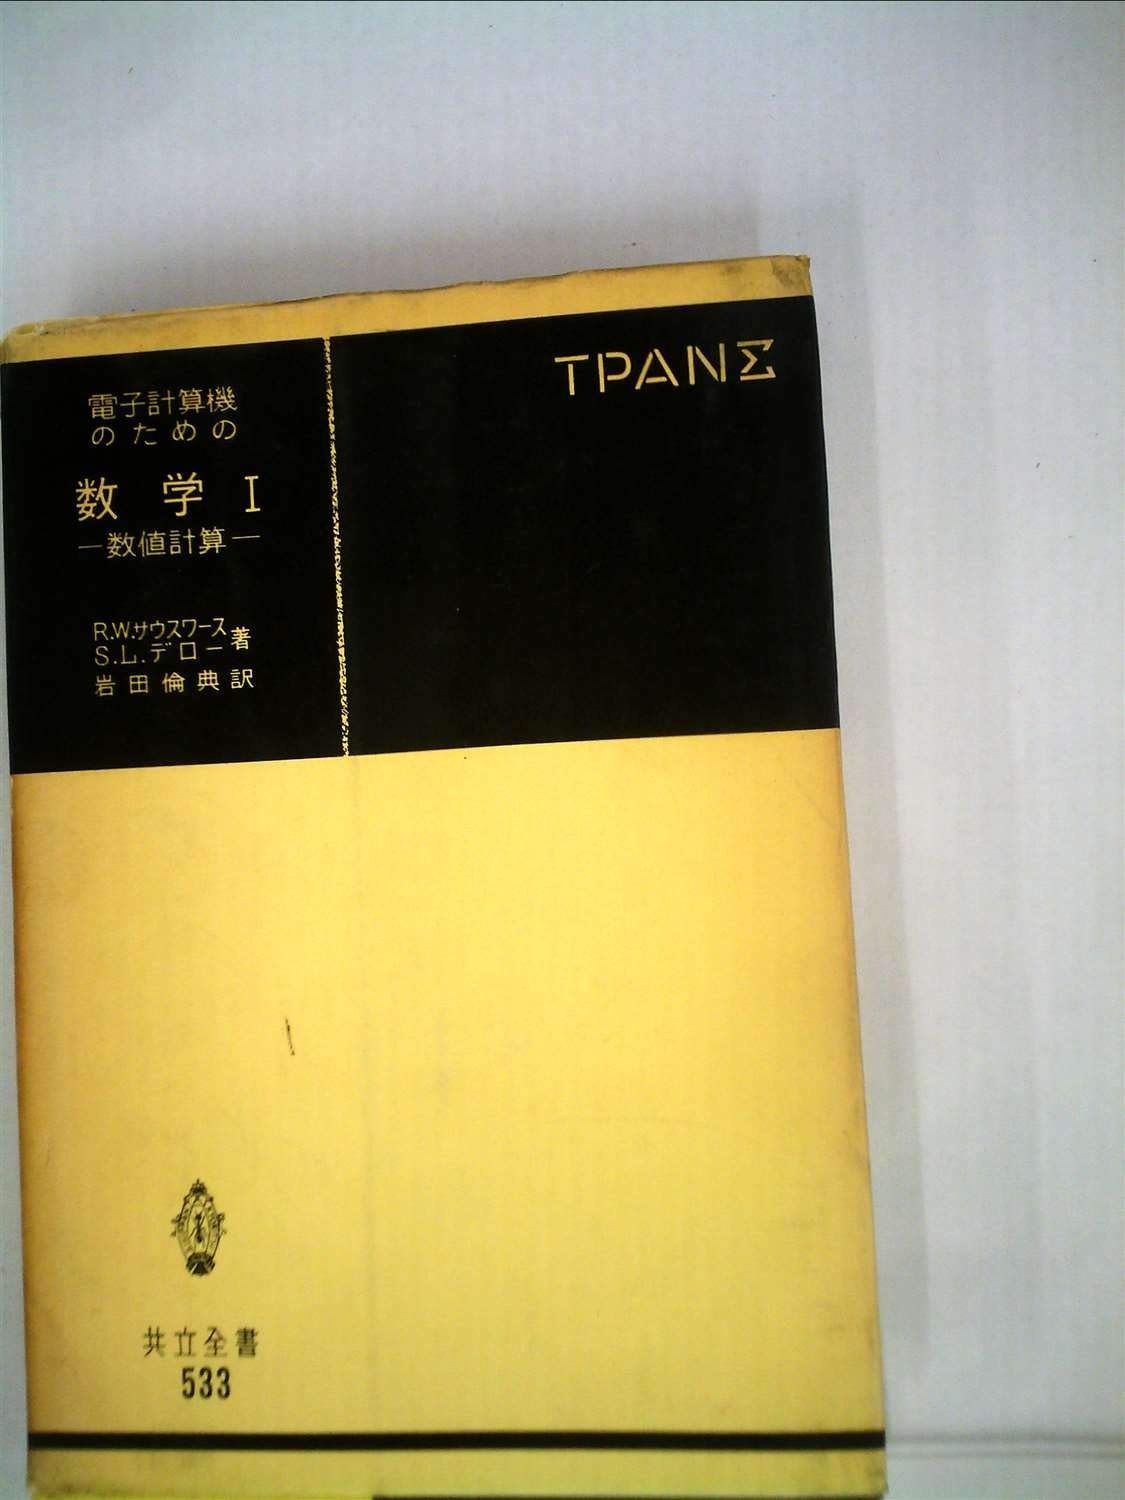 電子計算機
のための
数学 I
―数値計算―
R.W.サウスワース
S.L.デロー 著
岩田倫典 訳
TPANΣ
共立全書
533